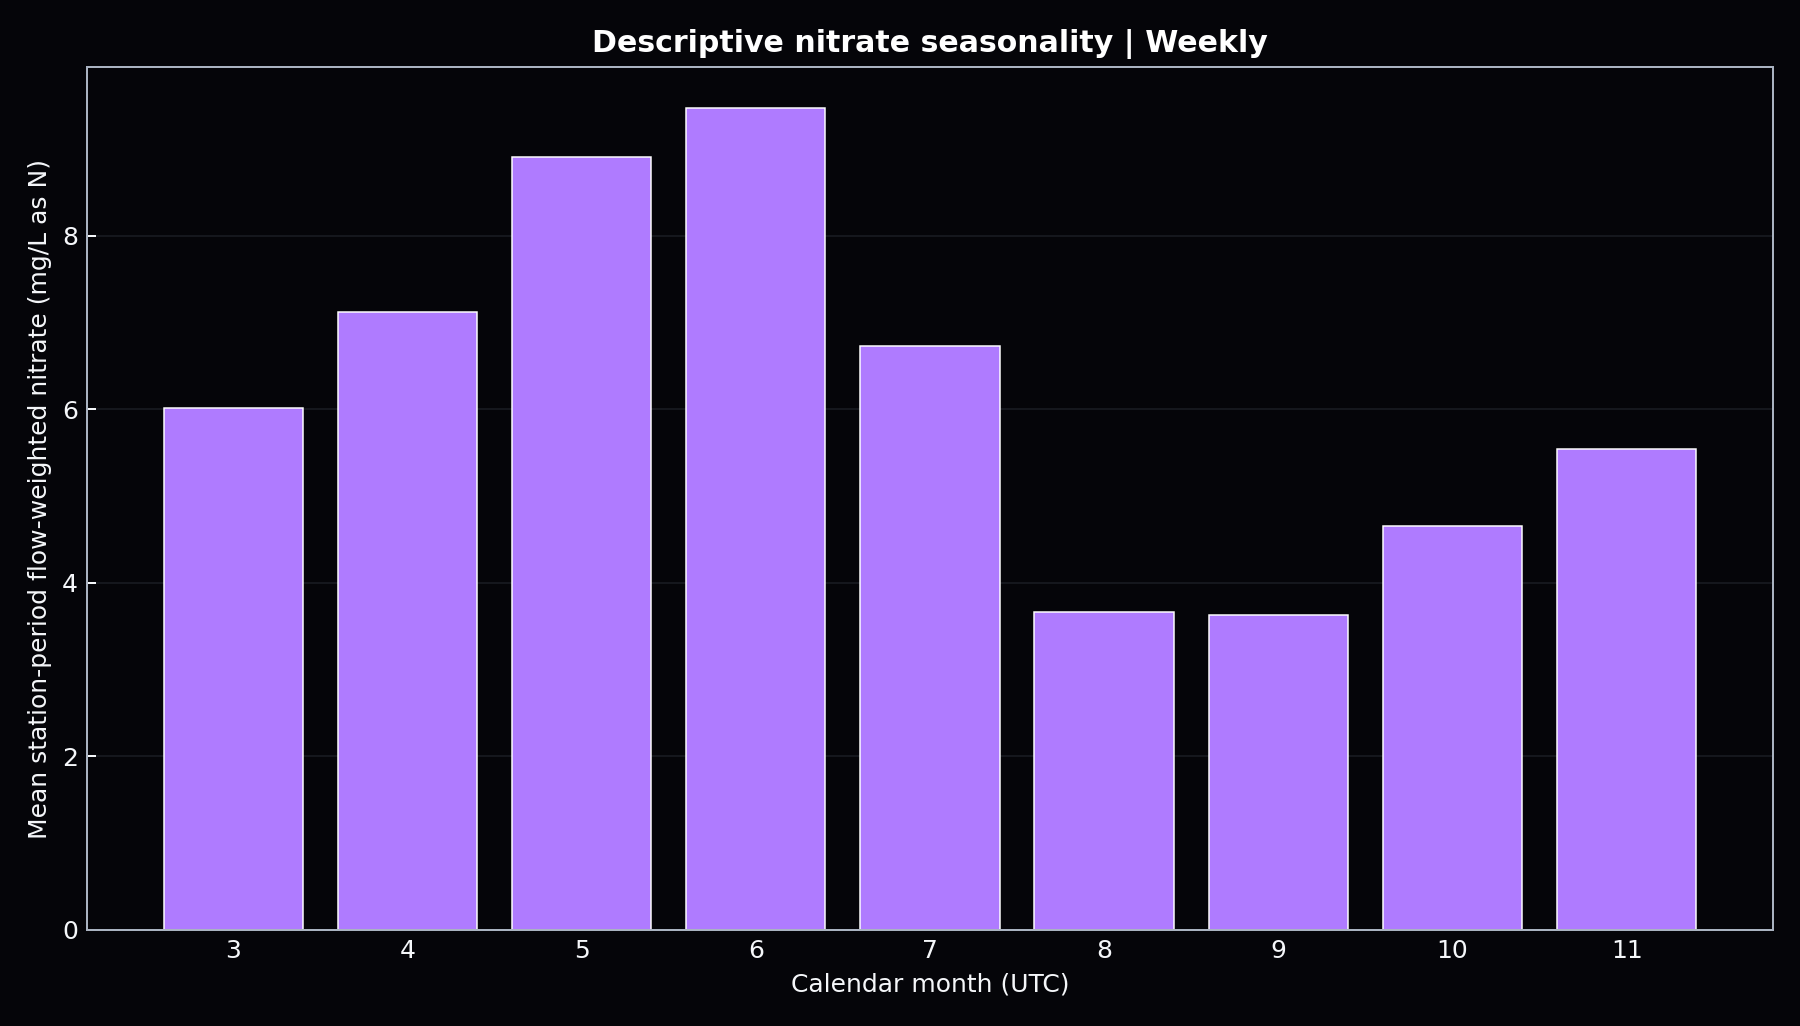 Descriptive nitrate seasonality | Weekly
Mean station-period flow-weighted nitrate (mg/L as N)
8
6
4
2
0
3 4 5 6 7 8 9 10 11
Calendar month (UTC)